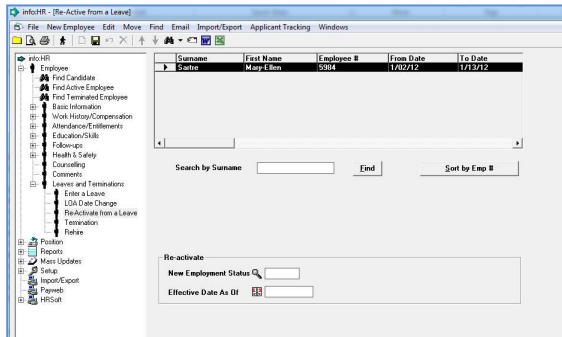 info:HR - [Re-Active from a Leave]
File New Employee Edit Move Find Email Import/Export Applicant Tracking Windows
info:HR
Employee
Find Candidate
Find Active Employee
Find Terminated Employee
Basic Information
Work History/Compensation
Attendance/Entitlements
Education/Skills
Follow-ups
Health & Safety
Counselling
Comments
Leaves and Terminations
Enter a Leave
LOA Date Change
Re-Activate from a Leave
Termination
Rehire
Position
Reports
Mass Updates
Setup
Import/Export
Payweb
HRSoft
Surname First Name Employee # From Date To Date
Sartre Mary-Ellen 5984 1/02/12 1/13/12
Search by Surname Find Sort by Emp #
Re-activate
New Employment Status
Effective Date As Of